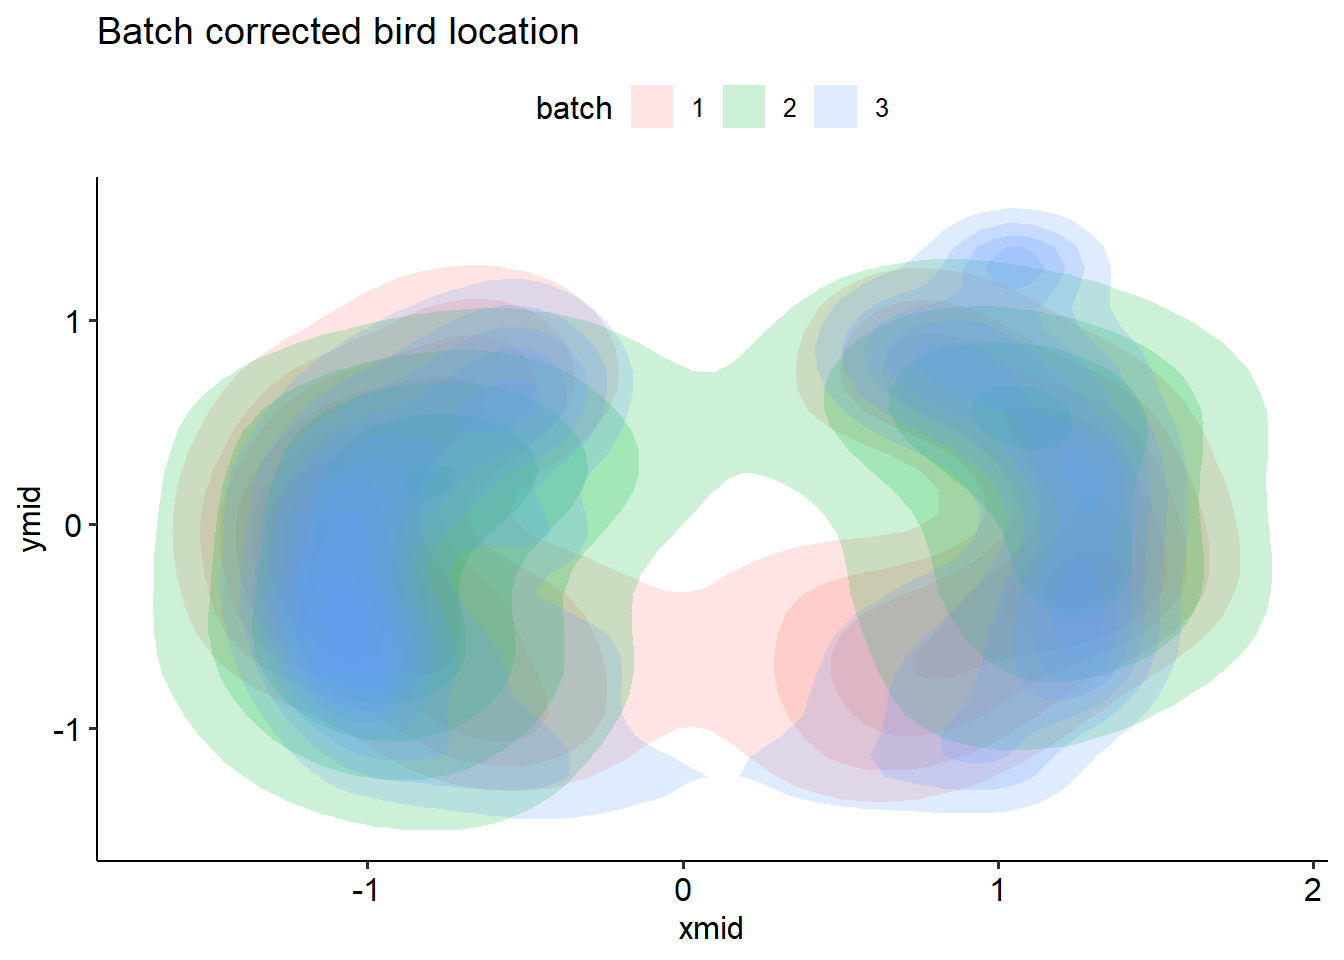 Batch corrected bird location
batch 1 2 3
1
0
-1
ymid
-1 0 1 2
xmid